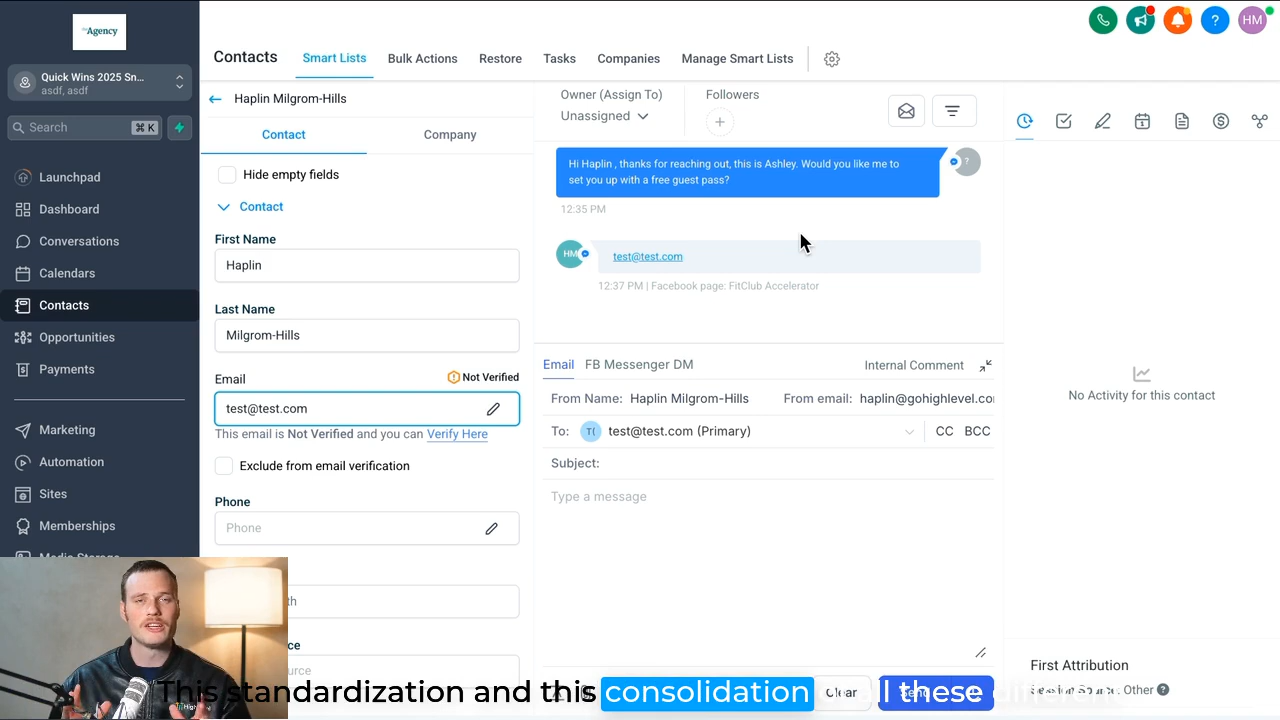 Agency
HM
Quick Wins 2025 Sn...
asdf, asdf
Search
⌘ K
Launchpad
Dashboard
Conversations
Calendars
Contacts
Opportunities
Payments
Marketing
Automation
Sites
Memberships
Media Storage
Contacts
Smart Lists
Bulk Actions
Restore
Tasks
Companies
Manage Smart Lists
Haplin Milgrom-Hills
Contact
Company
Hide empty fields
Contact
First Name
Haplin
Last Name
Milgrom-Hills
Email
Not Verified
test@test.com
This email is Not Verified and you can Verify Here
Exclude from email verification
Phone
Phone
Owner (Assign To)
Unassigned
Followers
Hi Haplin , thanks for reaching out, this is Ashley. Would you like me to
set you up with a free guest pass?
?
12:35 PM
HM
test@test.com
12:37 PM | Facebook page: FitClub Accelerator
Email
FB Messenger DM
Internal Comment
From Name: Haplin Milgrom-Hills
From email: haplin@gohighlevel.co
To: T( test@test.com (Primary)
CC
BCC
Subject:
Type a message
Clear
No Activity for this contact
First Attribution
Other
This standardization and this consolidation these